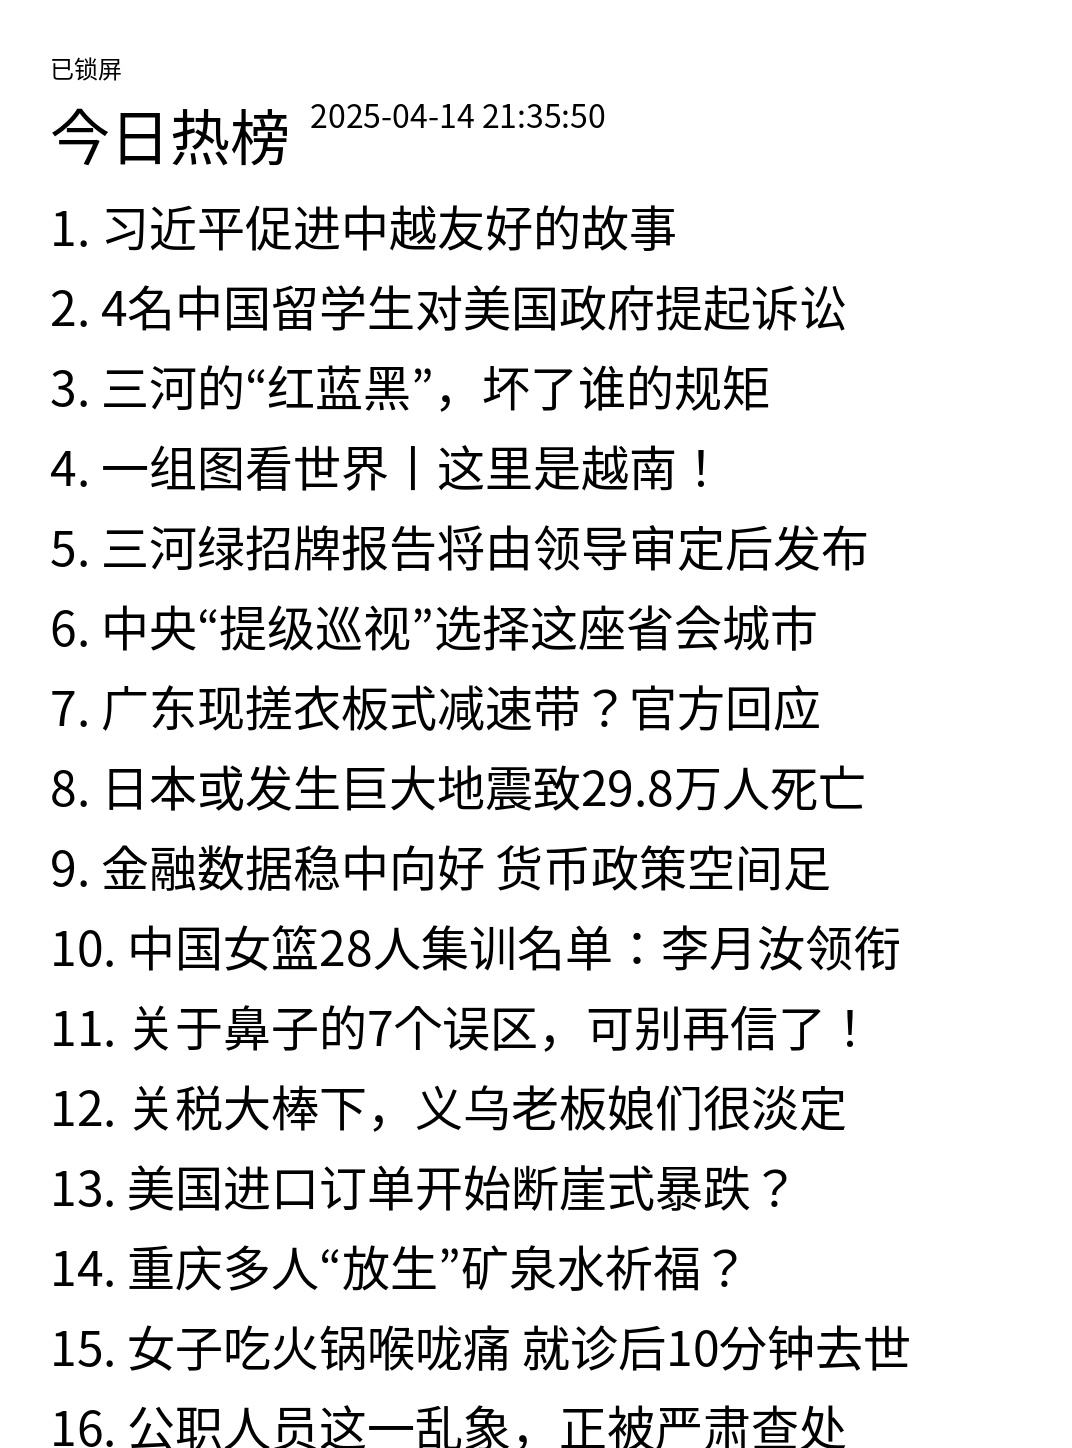 已锁屏
今日热榜 2025-04-14 21:35:50
1. 习近平促进中越友好的故事
2. 4名中国留学生对美国政府提起诉讼
3. 三河的“红蓝黑”，坏了谁的规矩
4. 一组图看世界丨这里是越南！
5. 三河绿招牌报告将由领导审定后发布
6. 中央“提级巡视”选择这座省会城市
7. 广东现搓衣板式减速带？官方回应
8. 日本或发生巨大地震致29.8万人死亡
9. 金融数据稳中向好 货币政策空间足
10. 中国女篮28人集训名单：李月汝领衔
11. 关于鼻子的7个误区，可别再信了！
12. 关税大棒下，义乌老板娘们很淡定
13. 美国进口订单开始断崖式暴跌？
14. 重庆多人“放生”矿泉水祈福？
15. 女子吃火锅喉咙痛 就诊后10分钟去世
16. 公职人员这一乱象，正被严肃查处